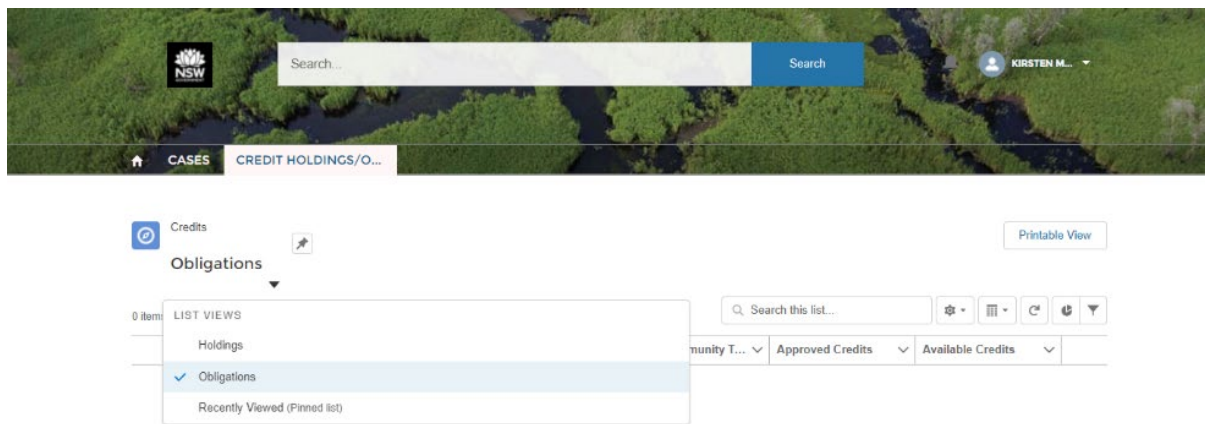 NSW
Search...
Search
KIRSTEN M...
CASES
CREDIT HOLDINGS/O...
Credits
Printable View
Obligations
0 item
LIST VIEWS
Search this list...
Holdings
munity T...
Approved Credits
Available Credits
Obligations
Recently Viewed (Pinned list)